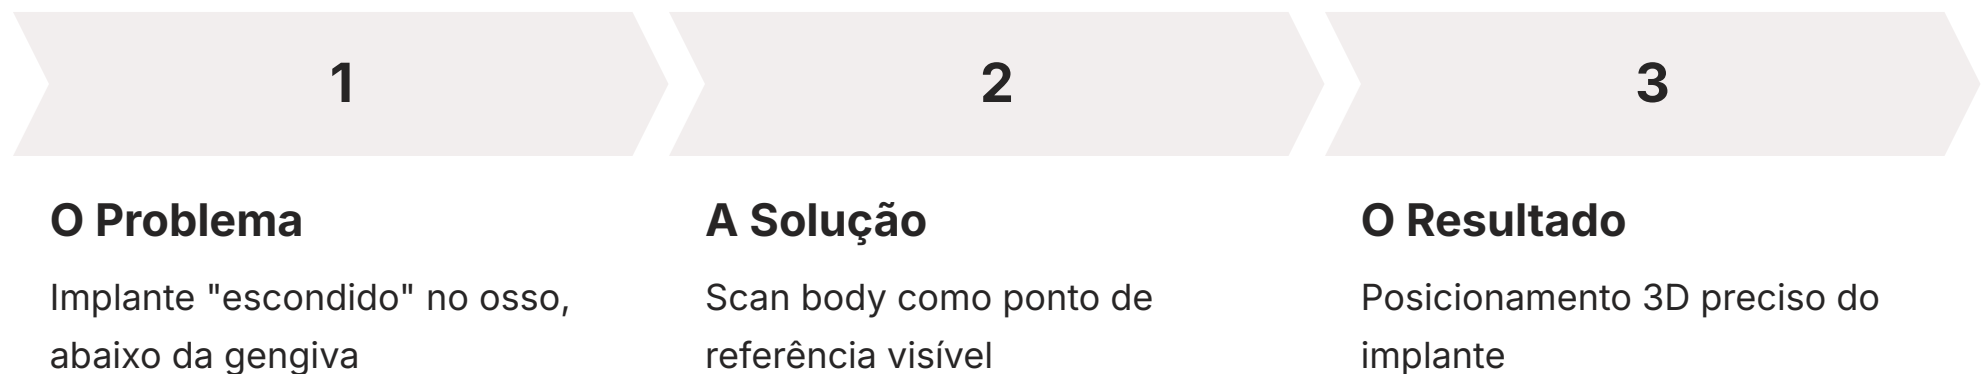 1
2
3
O Problema
Implante "escondido" no osso,
abaixo da gengiva
A Solução
Scan body como ponto de
referência visível
O Resultado
Posicionamento 3D preciso do
implante